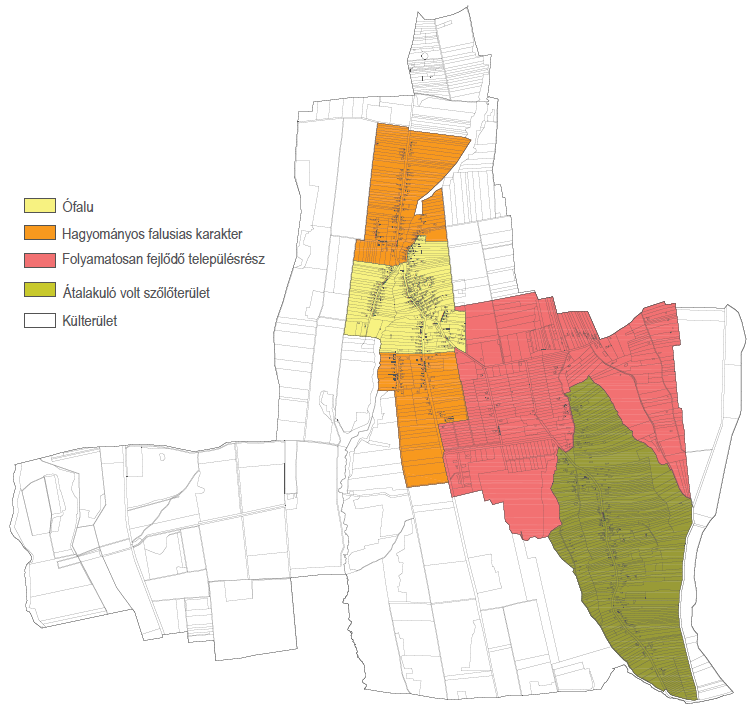 Ófalu
Hagyományos falusias karakter
Folyamatosan fejlődő településrész
Átalakuló volt szőlőterület
Külterület